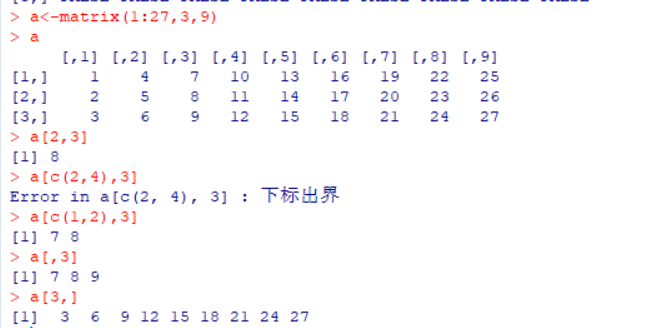 > a<-matrix(1:27,3,9)
> a
     [,1] [,2] [,3] [,4] [,5] [,6] [,7] [,8] [,9]
[1,]    1    4    7   10   13   16   19   22   25
[2,]    2    5    8   11   14   17   20   23   26
[3,]    3    6    9   12   15   18   21   24   27
> a[2,3]
[1] 8
> a[c(2,4),3]
Error in a[c(2, 4), 3] : 下标出界
> a[c(1,2),3]
[1] 7 8
> a[,3]
[1] 7 8 9
> a[3,]
[1]  3  6  9 12 15 18 21 24 27